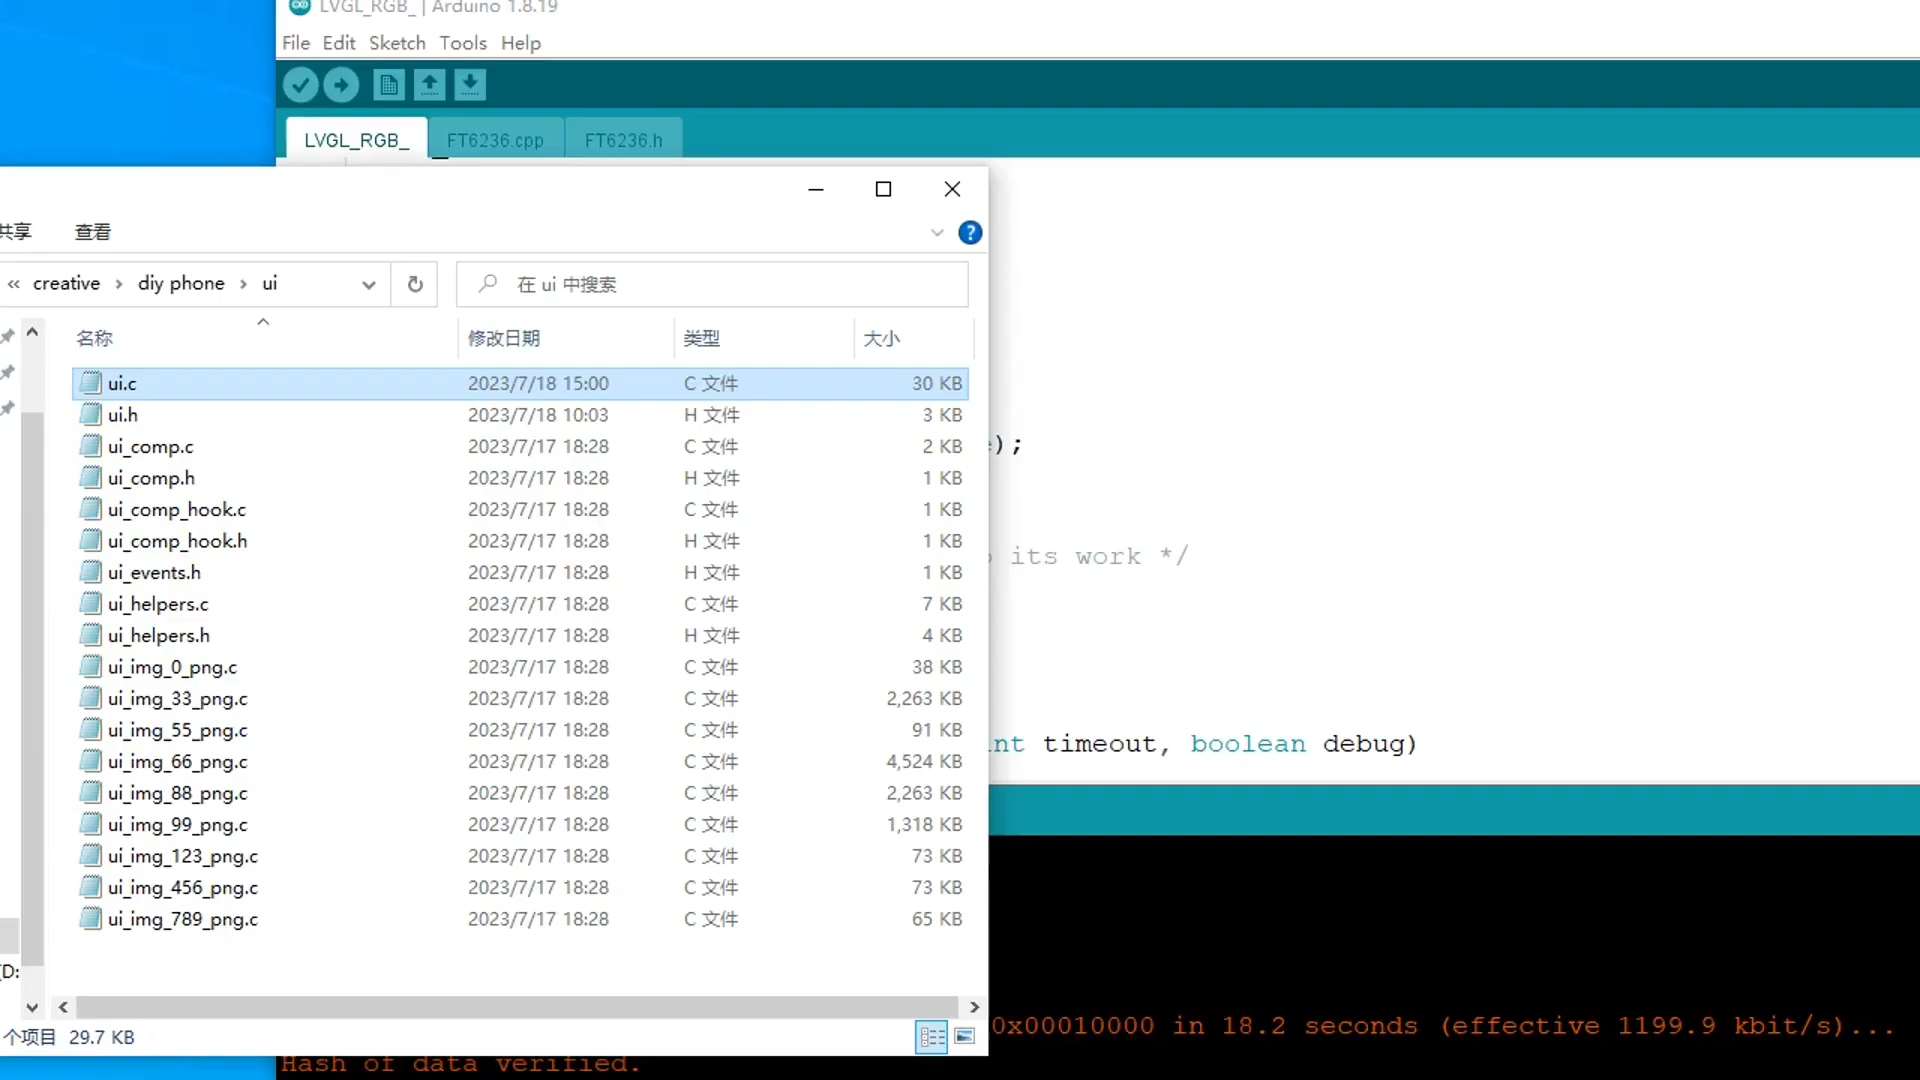 LVGL_RGB_ | Arduino 1.8.19
File Edit Sketch Tools Help
LVGL_RGB_ FT6236.cpp FT6236.h
共享 查看
« creative › diy phone › ui
在 ui 中搜索
名称 修改日期 类型 大小
ui.c 2023/7/18 15:00 C 文件 30 KB
ui.h 2023/7/18 10:03 H 文件 3 KB
ui_comp.c 2023/7/17 18:28 C 文件 2 KB
ui_comp.h 2023/7/17 18:28 H 文件 1 KB
ui_comp_hook.c 2023/7/17 18:28 C 文件 1 KB
ui_comp_hook.h 2023/7/17 18:28 H 文件 1 KB
ui_events.h 2023/7/17 18:28 H 文件 1 KB
ui_helpers.c 2023/7/17 18:28 C 文件 7 KB
ui_helpers.h 2023/7/17 18:28 H 文件 4 KB
ui_img_0_png.c 2023/7/17 18:28 C 文件 38 KB
ui_img_33_png.c 2023/7/17 18:28 C 文件 2,263 KB
ui_img_55_png.c 2023/7/17 18:28 C 文件 91 KB
ui_img_66_png.c 2023/7/17 18:28 C 文件 4,524 KB
ui_img_88_png.c 2023/7/17 18:28 C 文件 2,263 KB
ui_img_99_png.c 2023/7/17 18:28 C 文件 1,318 KB
ui_img_123_png.c 2023/7/17 18:28 C 文件 73 KB
ui_img_456_png.c 2023/7/17 18:28 C 文件 73 KB
ui_img_789_png.c 2023/7/17 18:28 C 文件 65 KB
(D:
个项目 29.7 KB
);
its work */
nt timeout, boolean debug)
0x00010000 in 18.2 seconds (effective 1199.9 kbit/s)...
Hash of data verified.